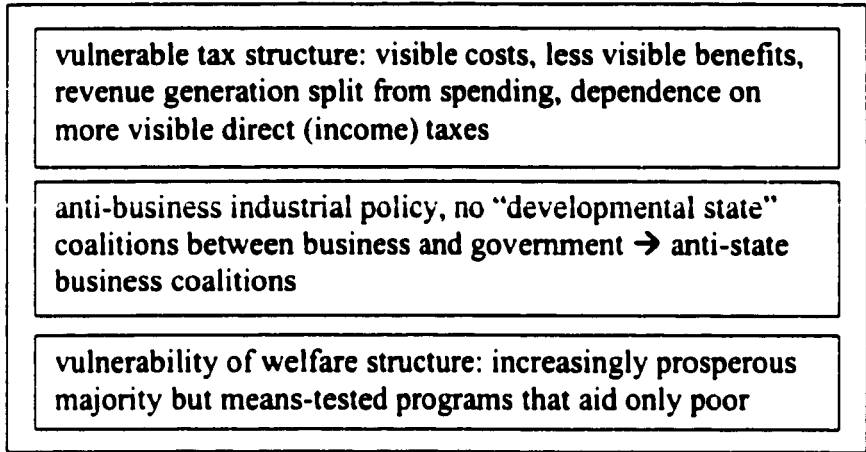 vulnerable tax structure: visible costs, less visible benefits,
revenue generation split from spending, dependence on
more visible direct (income) taxes
anti-business industrial policy, no “developmental state”
coalitions between business and government ➔ anti-state
business coalitions
vulnerability of welfare structure: increasingly prosperous
majority but means-tested programs that aid only poor